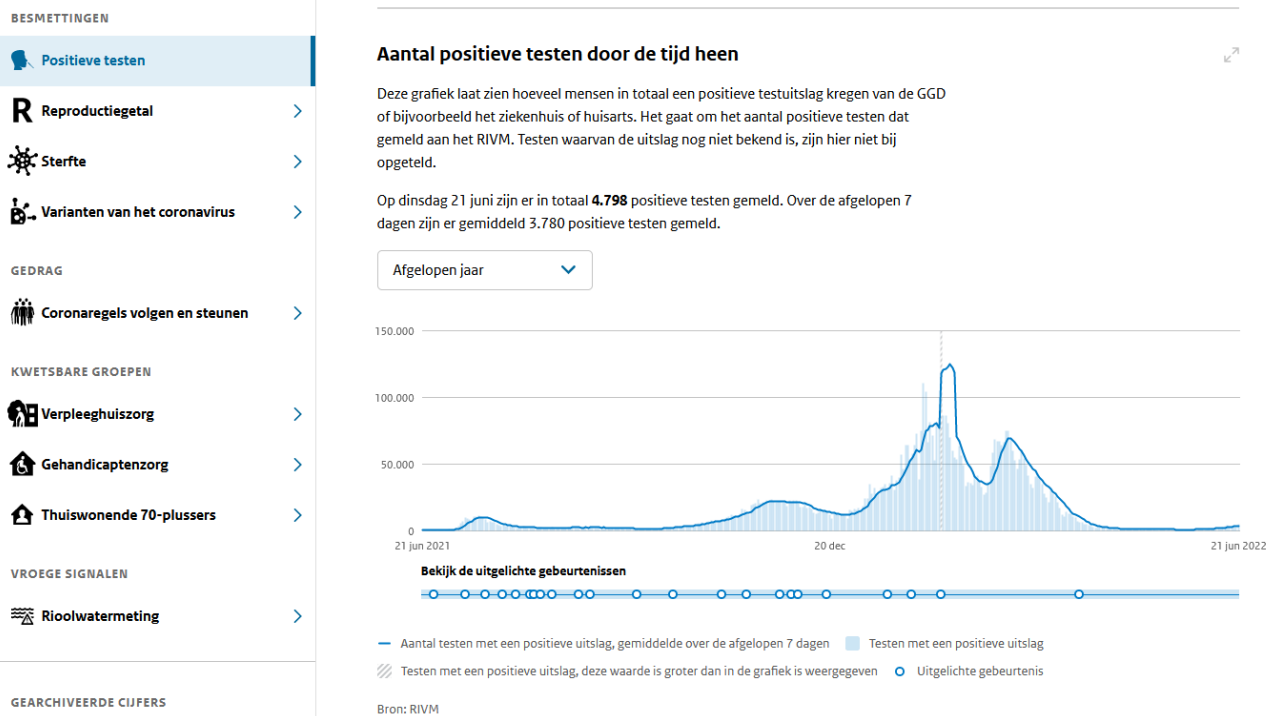 BESMETTINGEN
Positieve testen
Reproductiegetal
Sterfte
Varianten van het coronavirus
GEDRAG
Coronaregels volgen en steunen
KWETSBARE GROEPEN
Verpleeghuiszorg
Gehandicaptenzorg
Thuiswonende 70-plussers
VROEGE SIGNALEN
Rioolwatermeting
GEARCHIVEERDE CIJFERS
Aantal positieve testen door de tijd heen
Deze grafiek laat zien hoeveel mensen in totaal een positieve testuitslag kregen van de GGD
of bijvoorbeeld het ziekenhuis of huisarts. Het gaat om het aantal positieve testen dat
gemeld aan het RIVM. Testen waarvan de uitslag nog niet bekend is, zijn hier niet bij
opgeteld.
Op dinsdag 21 juni zijn er in totaal 4.798 positieve testen gemeld. Over de afgelopen 7
dagen zijn er gemiddeld 3.780 positieve testen gemeld.
Afgelopen jaar
150.000
100.000
50.000
0
21 jun 2021
20 dec
21 jun 2022
Bekijk de uitgelichte gebeurtenissen
Aantal testen met een positieve uitslag, gemiddelde over de afgelopen 7 dagen
Testen met een positieve uitslag
Testen met een positieve uitslag, deze waarde is groter dan in de grafiek is weergegeven
Uitgelichte gebeurtenis
Bron: RIVM